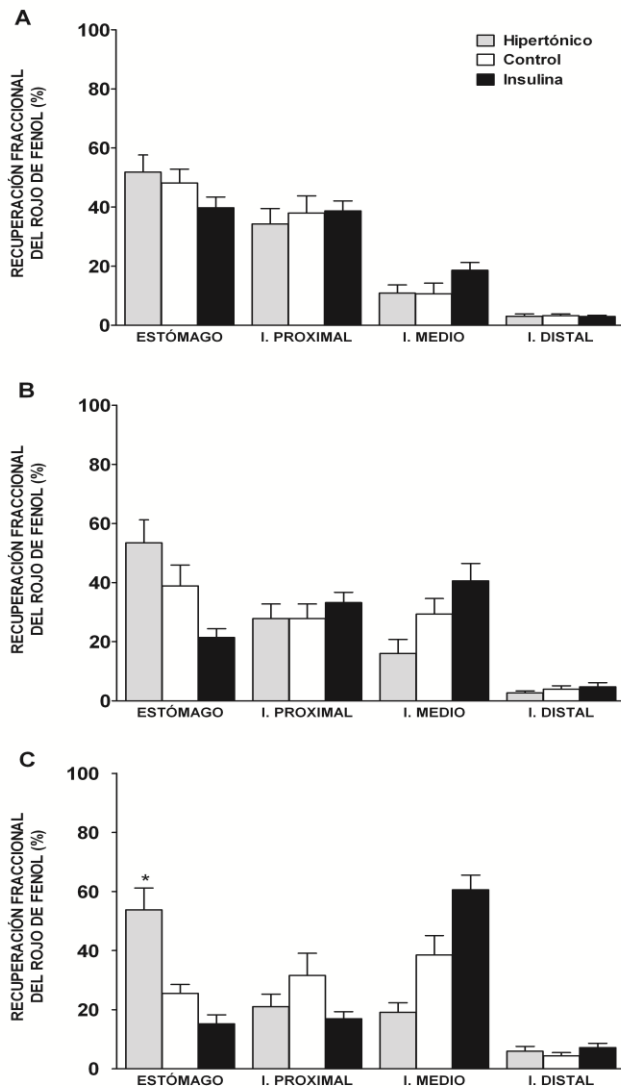 A
100
80
60
40
20
0
RECUPERACIÓN FRACCIONAL
DEL ROJO DE FENOL (%)
Hipertónico
Control
Insulina
ESTÓMAGO I. PROXIMAL I. MEDIO I. DISTAL
B
100
80
60
40
20
0
RECUPERACIÓN FRACCIONAL
DEL ROJO DE FENOL (%)
ESTÓMAGO I. PROXIMAL I. MEDIO I. DISTAL
C
100
80
60
40
20
0
RECUPERACIÓN FRACCIONAL
DEL ROJO DE FENOL (%)
*
ESTÓMAGO I. PROXIMAL I. MEDIO I. DISTAL